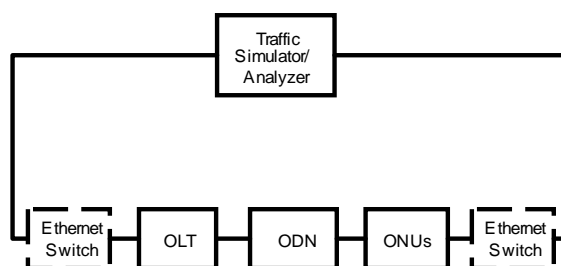 Traffic
Simulator/
Analyzer
Ethernet
Switch
OLT
ODN
ONUs
Ethernet
Switch